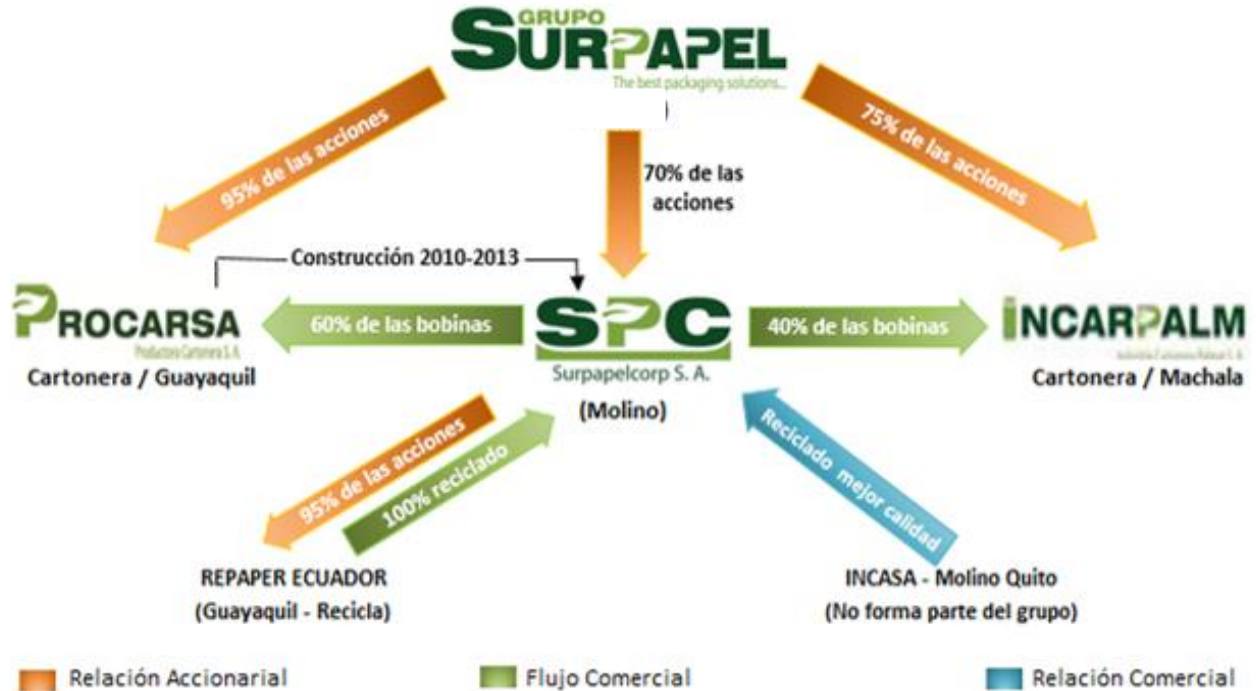 GRUPO
SURPAPEL
The best packaging solutions...
)
95% de las acciones
70% de las
acciones
75% de las acciones
Construcción 2010-2013
PROCARSA
Productora Cartonera S. A.
Cartonera / Guayaquil
60% de las bobinas
SPC
Surpapelcorp S. A.
(Molino)
40% de las bobinas
INCARPALM
Cartonera / Machala
95% de las acciones
100% reciclado
Reciclado mejor calidad
REPAPER ECUADOR
(Guayaquil - Recicla)
INCASA - Molino Quito
(No forma parte del grupo)
Relación Accionarial
Flujo Comercial
Relación Comercial